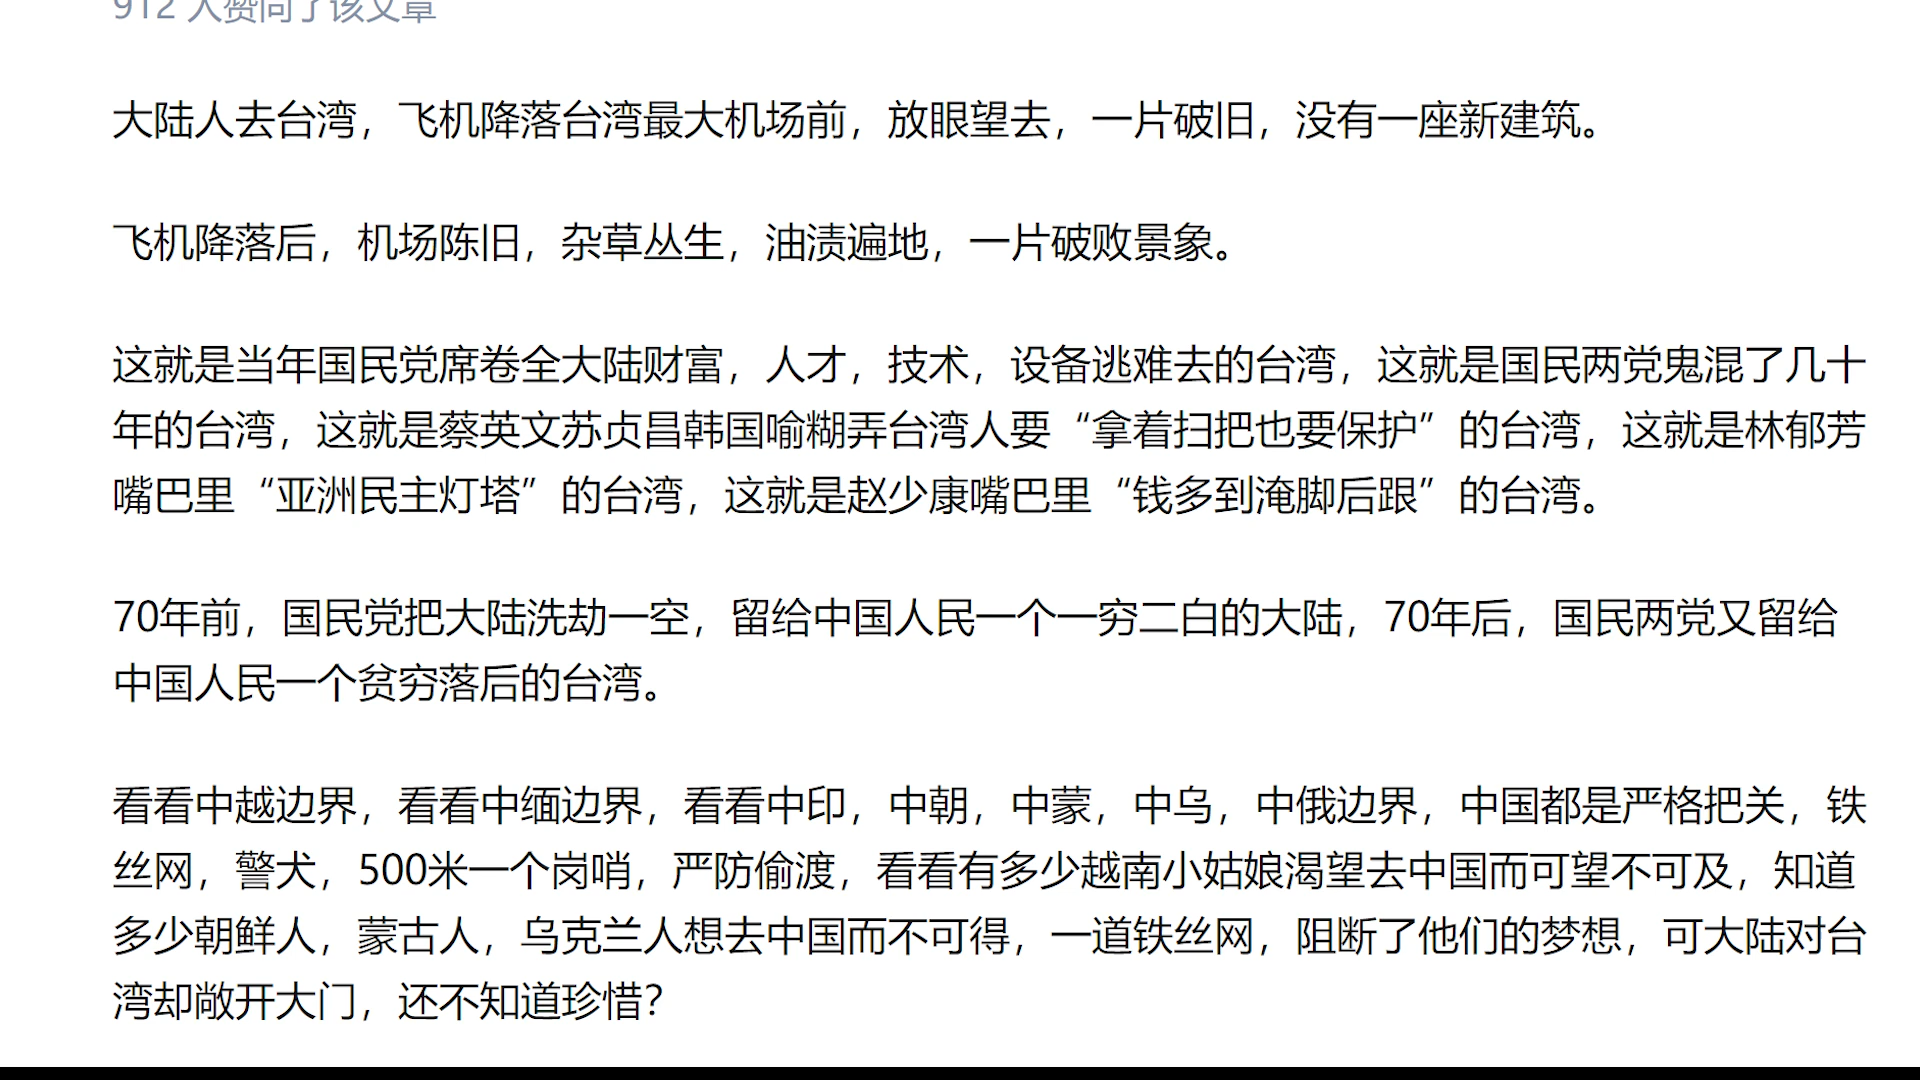 912 人赞同了该文章
大陆人去台湾，飞机降落台湾最大机场前，放眼望去，一片破旧，没有一座新建筑。
飞机降落后，机场陈旧，杂草丛生，油渍遍地，一片破败景象。
这就是当年国民党席卷全大陆财富，人才，技术，设备逃难去的台湾，这就是国民两党鬼混了几十
年的台湾，这就是蔡英文苏贞昌韩国喻糊弄台湾人要“拿着扫把也要保护”的台湾，这就是林郁芳
嘴巴里“亚洲民主灯塔”的台湾，这就是赵少康嘴巴里“钱多到淹脚后跟”的台湾。
70年前，国民党把大陆洗劫一空，留给中国人民一个一穷二白的大陆，70年后，国民两党又留给
中国人民一个贫穷落后的台湾。
看看中越边界，看看中缅边界，看看中印，中朝，中蒙，中乌，中俄边界，中国都是严格把关，铁
丝网，警犬，500米一个岗哨，严防偷渡，看看有多少越南小姑娘渴望去中国而可望不可及，知道
多少朝鲜人，蒙古人，乌克兰人想去中国而不可得，一道铁丝网，阻断了他们的梦想，可大陆对台
湾却敞开大门，还不知道珍惜？